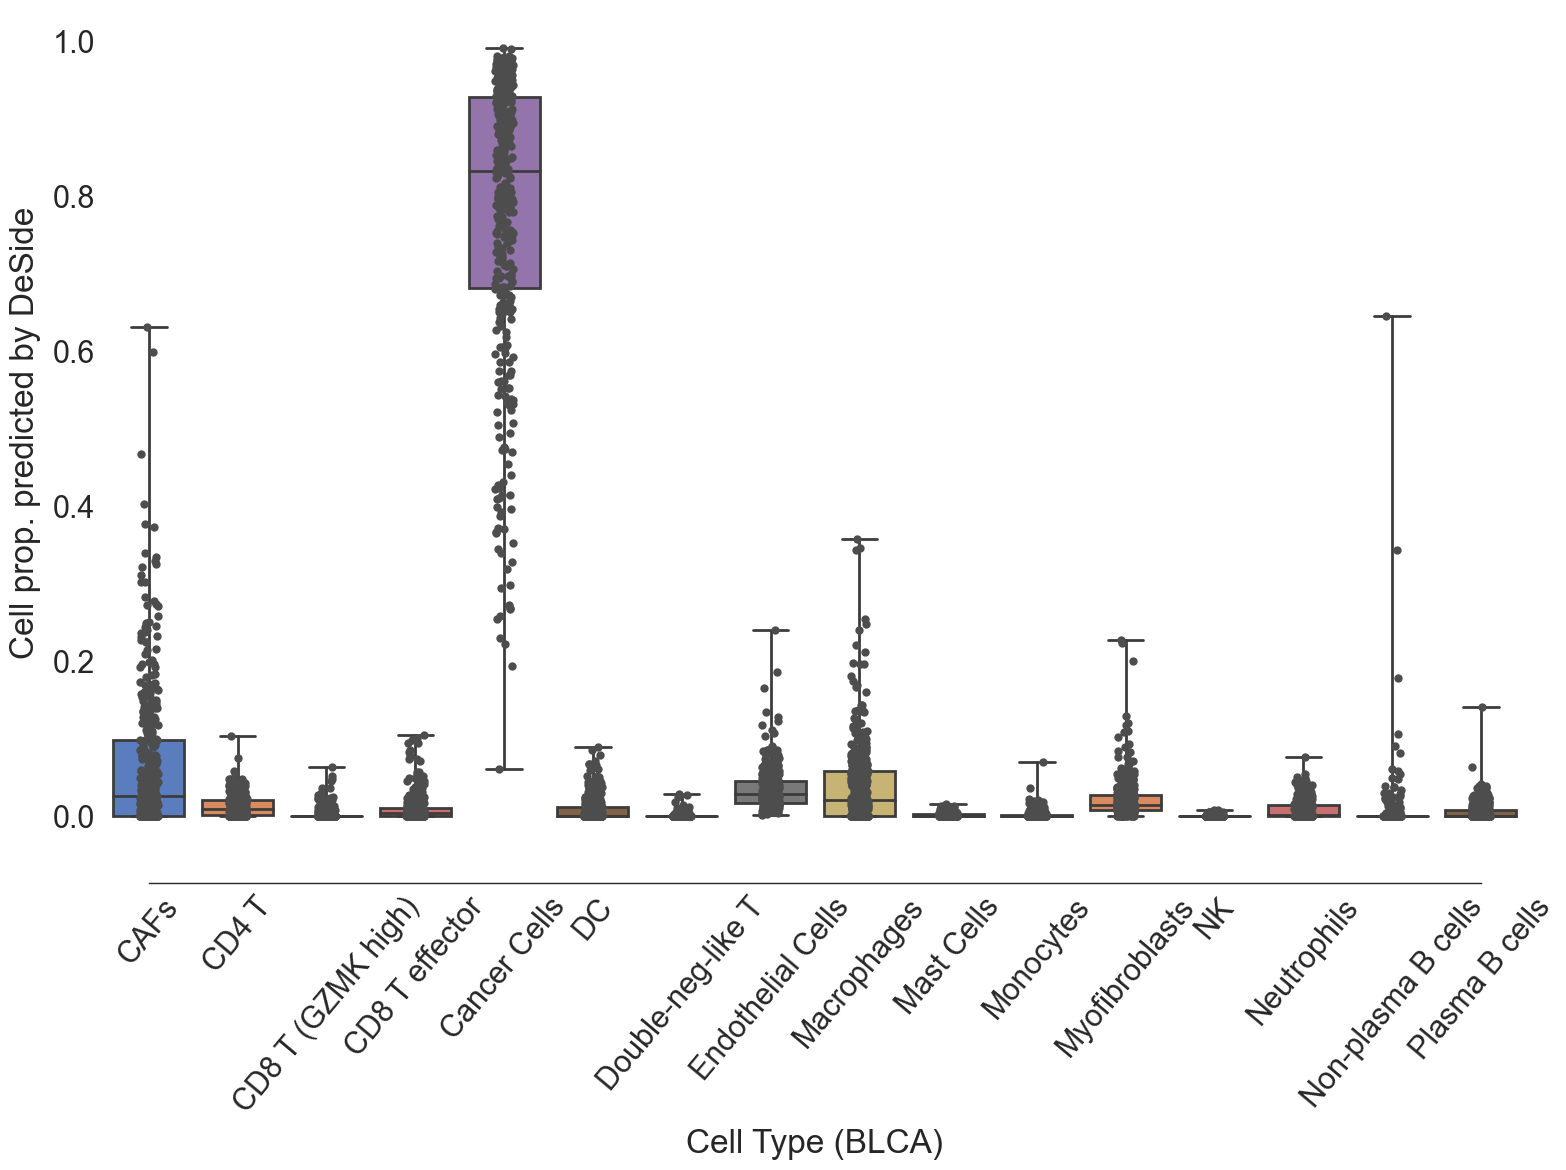 Cell prop. predicted by DeSide
1.0
0.8
0.6
0.4
0.2
0.0
CAFs
CD4 T
CD8 T (GZMK high)
CD8 T effector
Cancer Cells
DC
Double-neg-like T
Endothelial Cells
Macrophages
Mast Cells
Monocytes
Myofibroblasts
NK
Neutrophils
Non-plasma B cells
Plasma B cells
Cell Type (BLCA)